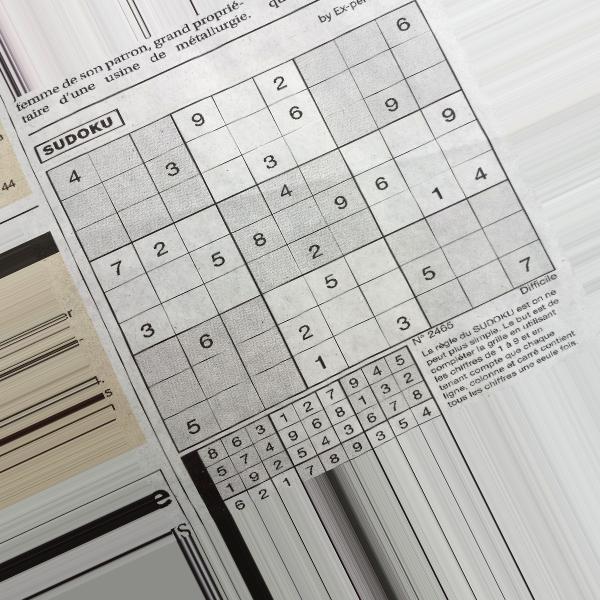 femme de son patron, grand proprié-
taire d'une usine de métallurgie.
by Ex-per
SUDOKU
4 9 2 6
3 6
3 9
7 2 4 9
5 8 9 6
3 2 1 4
6 5
2 5
5 1 3 7
Difficile
N° 2465
La règle du SUDOKU est on ne
peut plus simple. Le but est de
compléter la grille en utilisant
les chiffres de 1 à 9 et en
tenant compte que chaque
ligne, colonne et carré contient
tous les chiffres une seule fois.
8 6 3 1 2 7 9 4 5
5 7 4 9 6 8 1 3 2
1 9 2 5 4 3 6 7 8
6 2 1 7 8 9 3 5 4
44